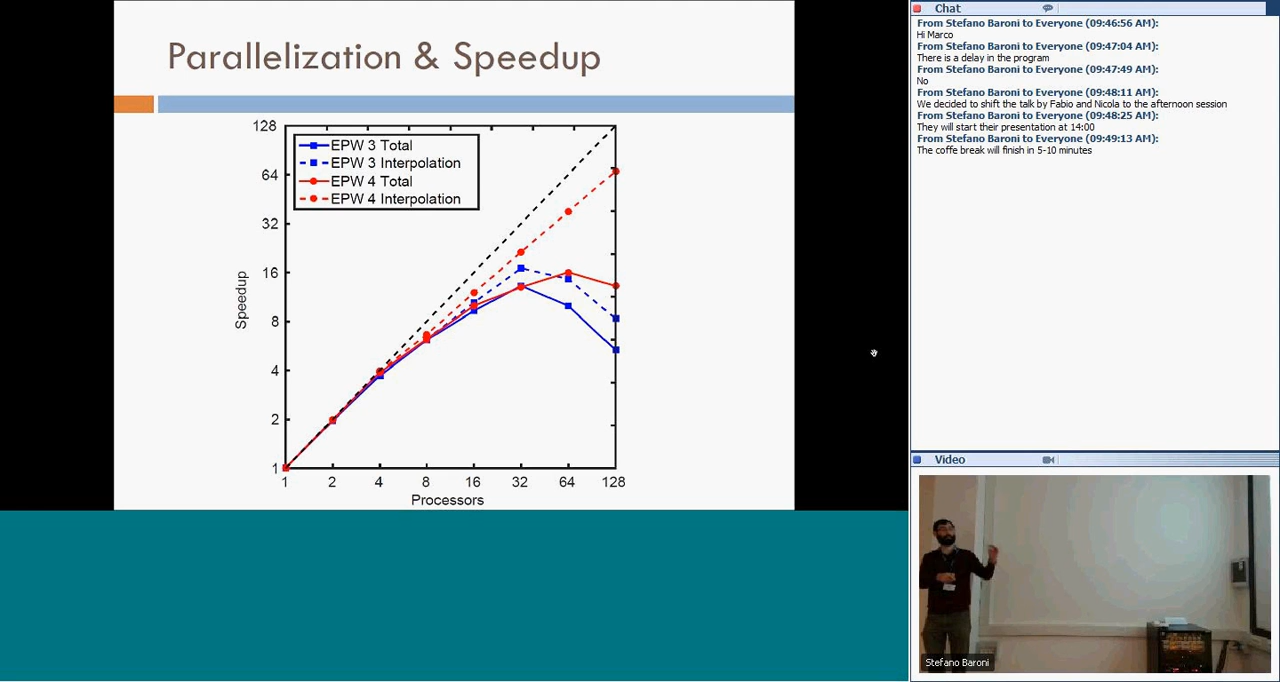 Parallelization & Speedup
128
64
32
16
8
4
2
1
Speedup
EPW 3 Total
EPW 3 Interpolation
EPW 4 Total
EPW 4 Interpolation
1 2 4 8 16 32 64 128
Processors
Chat
From Stefano Baroni to Everyone (09:46:56 AM):
Hi Marco
From Stefano Baroni to Everyone (09:47:04 AM):
There is a delay in the program
From Stefano Baroni to Everyone (09:47:49 AM):
No
From Stefano Baroni to Everyone (09:48:11 AM):
We decided to shift the talk by Fabio and Nicola to the afternoon session
From Stefano Baroni to Everyone (09:48:25 AM):
They will start their presentation at 14:00
From Stefano Baroni to Everyone (09:49:13 AM):
The coffe break will finish in 5-10 minutes
Video
Stefano Baroni